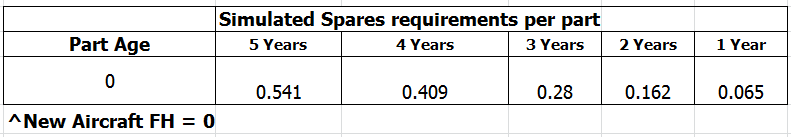 Simulated Spares requirements per part
Part Age 5 Years 4 Years 3 Years 2 Years 1 Year
0 0.541 0.409 0.28 0.162 0.065
^New Aircraft FH = 0